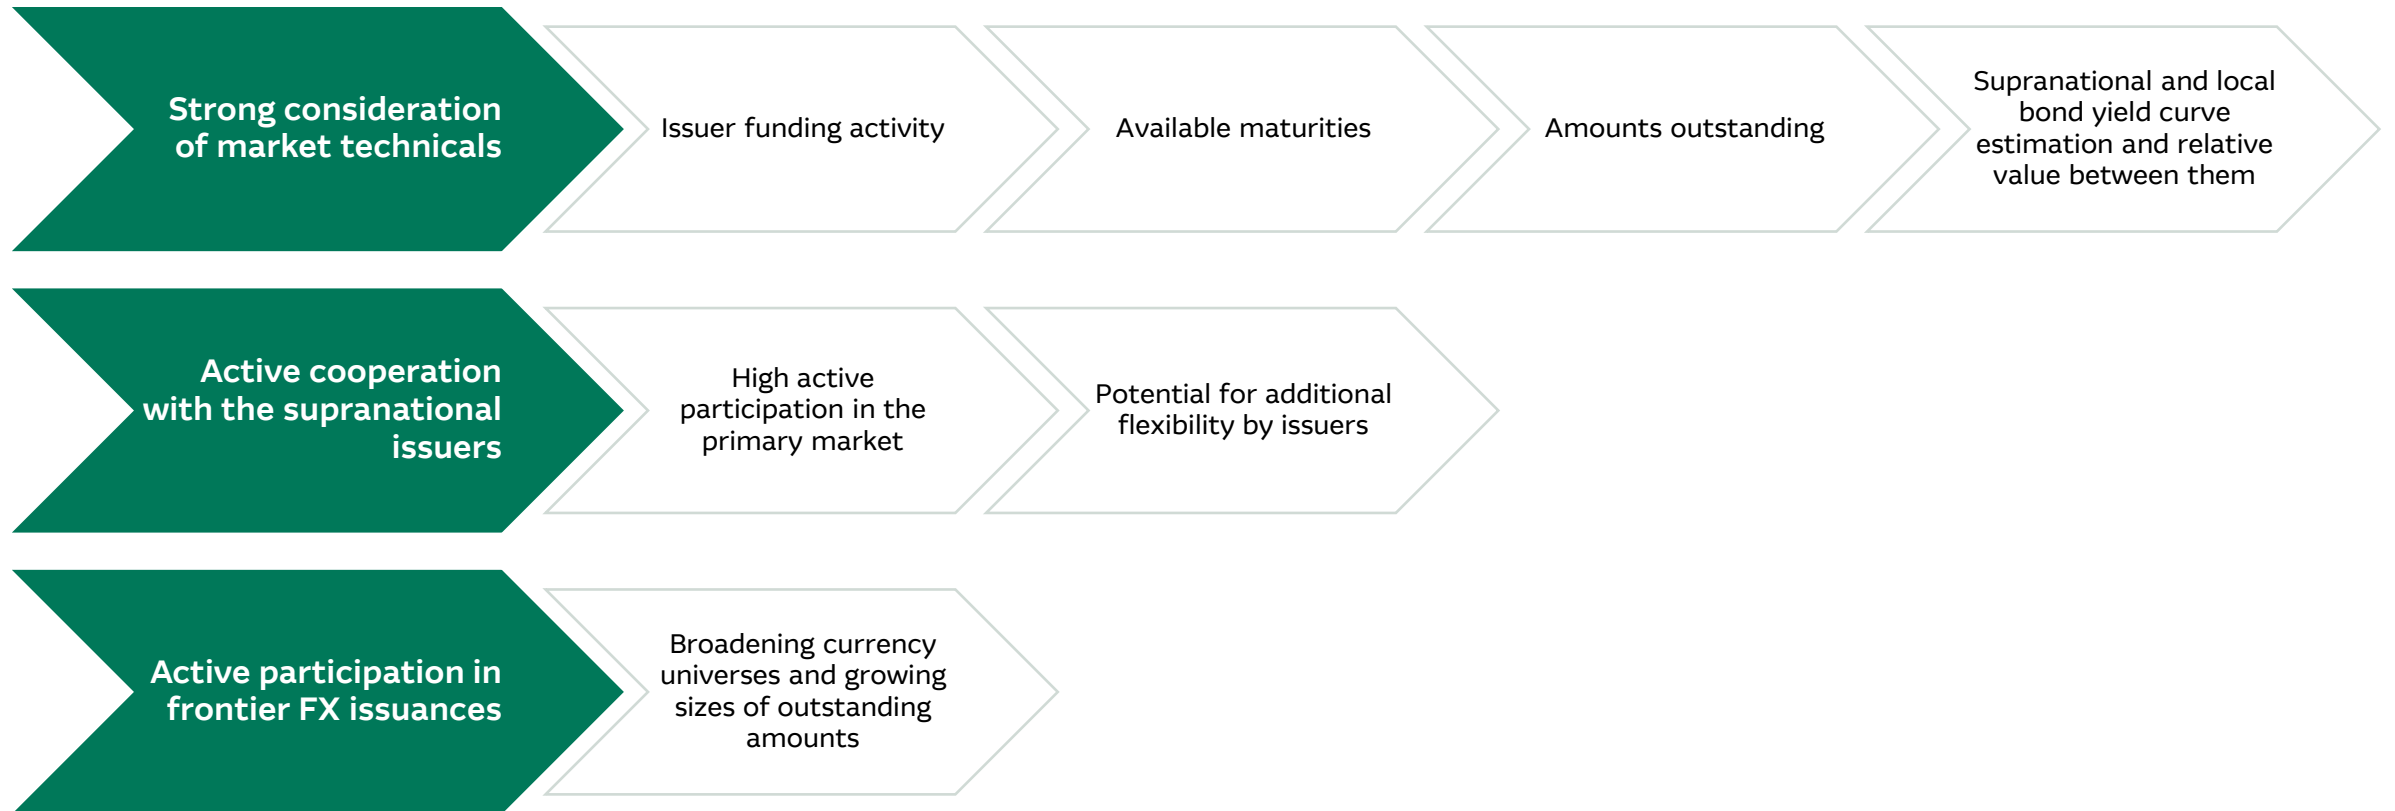 Strong consideration
of market technicals
Issuer funding activity
Available maturities
Amounts outstanding
Supranational and local
bond yield curve
estimation and relative
value between them
Active cooperation
with the supranational
issuers
High active
participation in the
primary market
Potential for additional
flexibility by issuers
Active participation in
frontier FX issuances
Broadening currency
universes and growing
sizes of outstanding
amounts